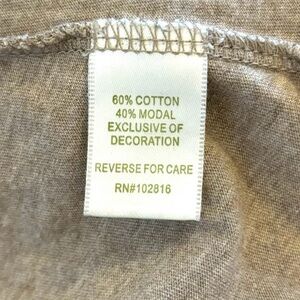 60% COTTON
40% MODAL
EXCLUSIVE OF
DECORATION
REVERSE FOR CARE
RN#102816